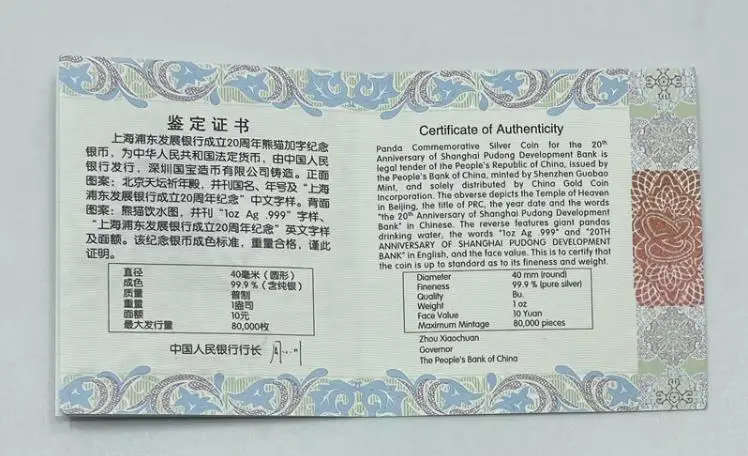 鉴定证书
上海浦东发展银行成立20周年熊猫加字纪念
银币，为中华人民共和国法定货币，由中国人民
银行发行，深圳国宝造币有限公司铸造。正面
图案：北京天坛祈年殿，并刊国名、年号及“上
海浦东发展银行成立20周年纪念”中文字样。背面
图案：熊猫饮水图，并刊“1oz Ag .999”字样、
“上海浦东发展银行成立20周年纪念”英文字样
及面额。该纪念银币成色标准，重量合格，谨此
证明。
直径 40毫米（圆形）
成色 99.9%（含纯银）
质量 普制
重量 1盎司
面额 10元
最大发行量 80,000枚
中国人民银行行长
Certificate of Authenticity
Panda Commemorative Silver Coin for the 20th
Anniversary of Shanghai Pudong Development Bank is
legal tender of the People's Republic of China, issued by
the People's Bank of China, minted by Shenzhen Guobao
Mint, and solely distributed by China Gold Coin
Incorporation. The obverse depicts the Temple of Heaven
in Beijing, the title of PRC, the year date and the words
"the 20th Anniversary of Shanghai Pudong Development
Bank" in Chinese. The reverse features giant pandas
drinking water, the words "1oz Ag .999" and "20TH
ANNIVERSARY OF SHANGHAI PUDONG DEVELOPMENT
BANK" in English, and the face value. This is to certify that
the coin is up to standard as to its fineness and weight.
Diameter 40 mm (round)
Fineness 99.9 % (pure silver)
Quality Bu.
Weight 1 oz
Face Value 10 Yuan
Maximum Mintage 80,000 pieces
Zhou Xiaochuan
Governor
The People's Bank of China